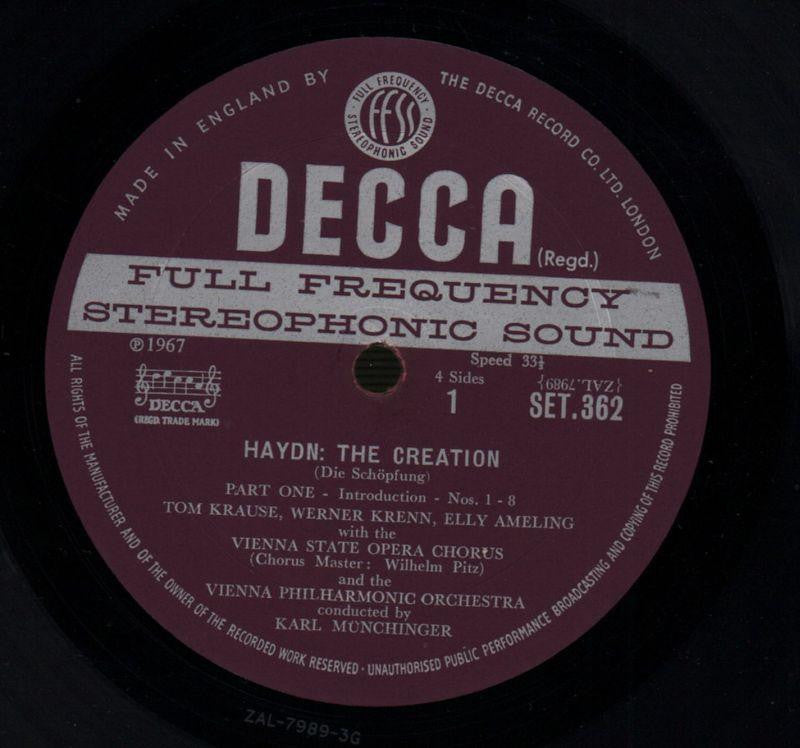 MADE IN ENGLAND BY
THE DECCA RECORD CO. LTD. LONDON
· FULL FREQUENCY ·
STEREOPHONIC SOUND
FFSS
DECCA
(Regd.)
FULL FREQUENCY
STEREOPHONIC SOUND
℗1967
Speed 33⅓
4 Sides
{ZAL.7989}
1
SET.362
DECCA
(REGD. TRADE MARK)
HAYDN: THE CREATION
(Die Schöpfung)
PART ONE - Introduction - Nos. 1 - 8
TOM KRAUSE, WERNER KRENN, ELLY AMELING
with the
VIENNA STATE OPERA CHORUS
(Chorus Master: Wilhelm Pitz)
and the
VIENNA PHILHARMONIC ORCHESTRA
conducted by
KARL MÜNCHINGER
ALL RIGHTS OF THE MANUFACTURER AND OF THE OWNER OF THE RECORDED WORK RESERVED · UNAUTHORISED PUBLIC PERFORMANCE BROADCASTING AND COPYING OF THIS RECORD PROHIBITED
ZAL-7989-3G